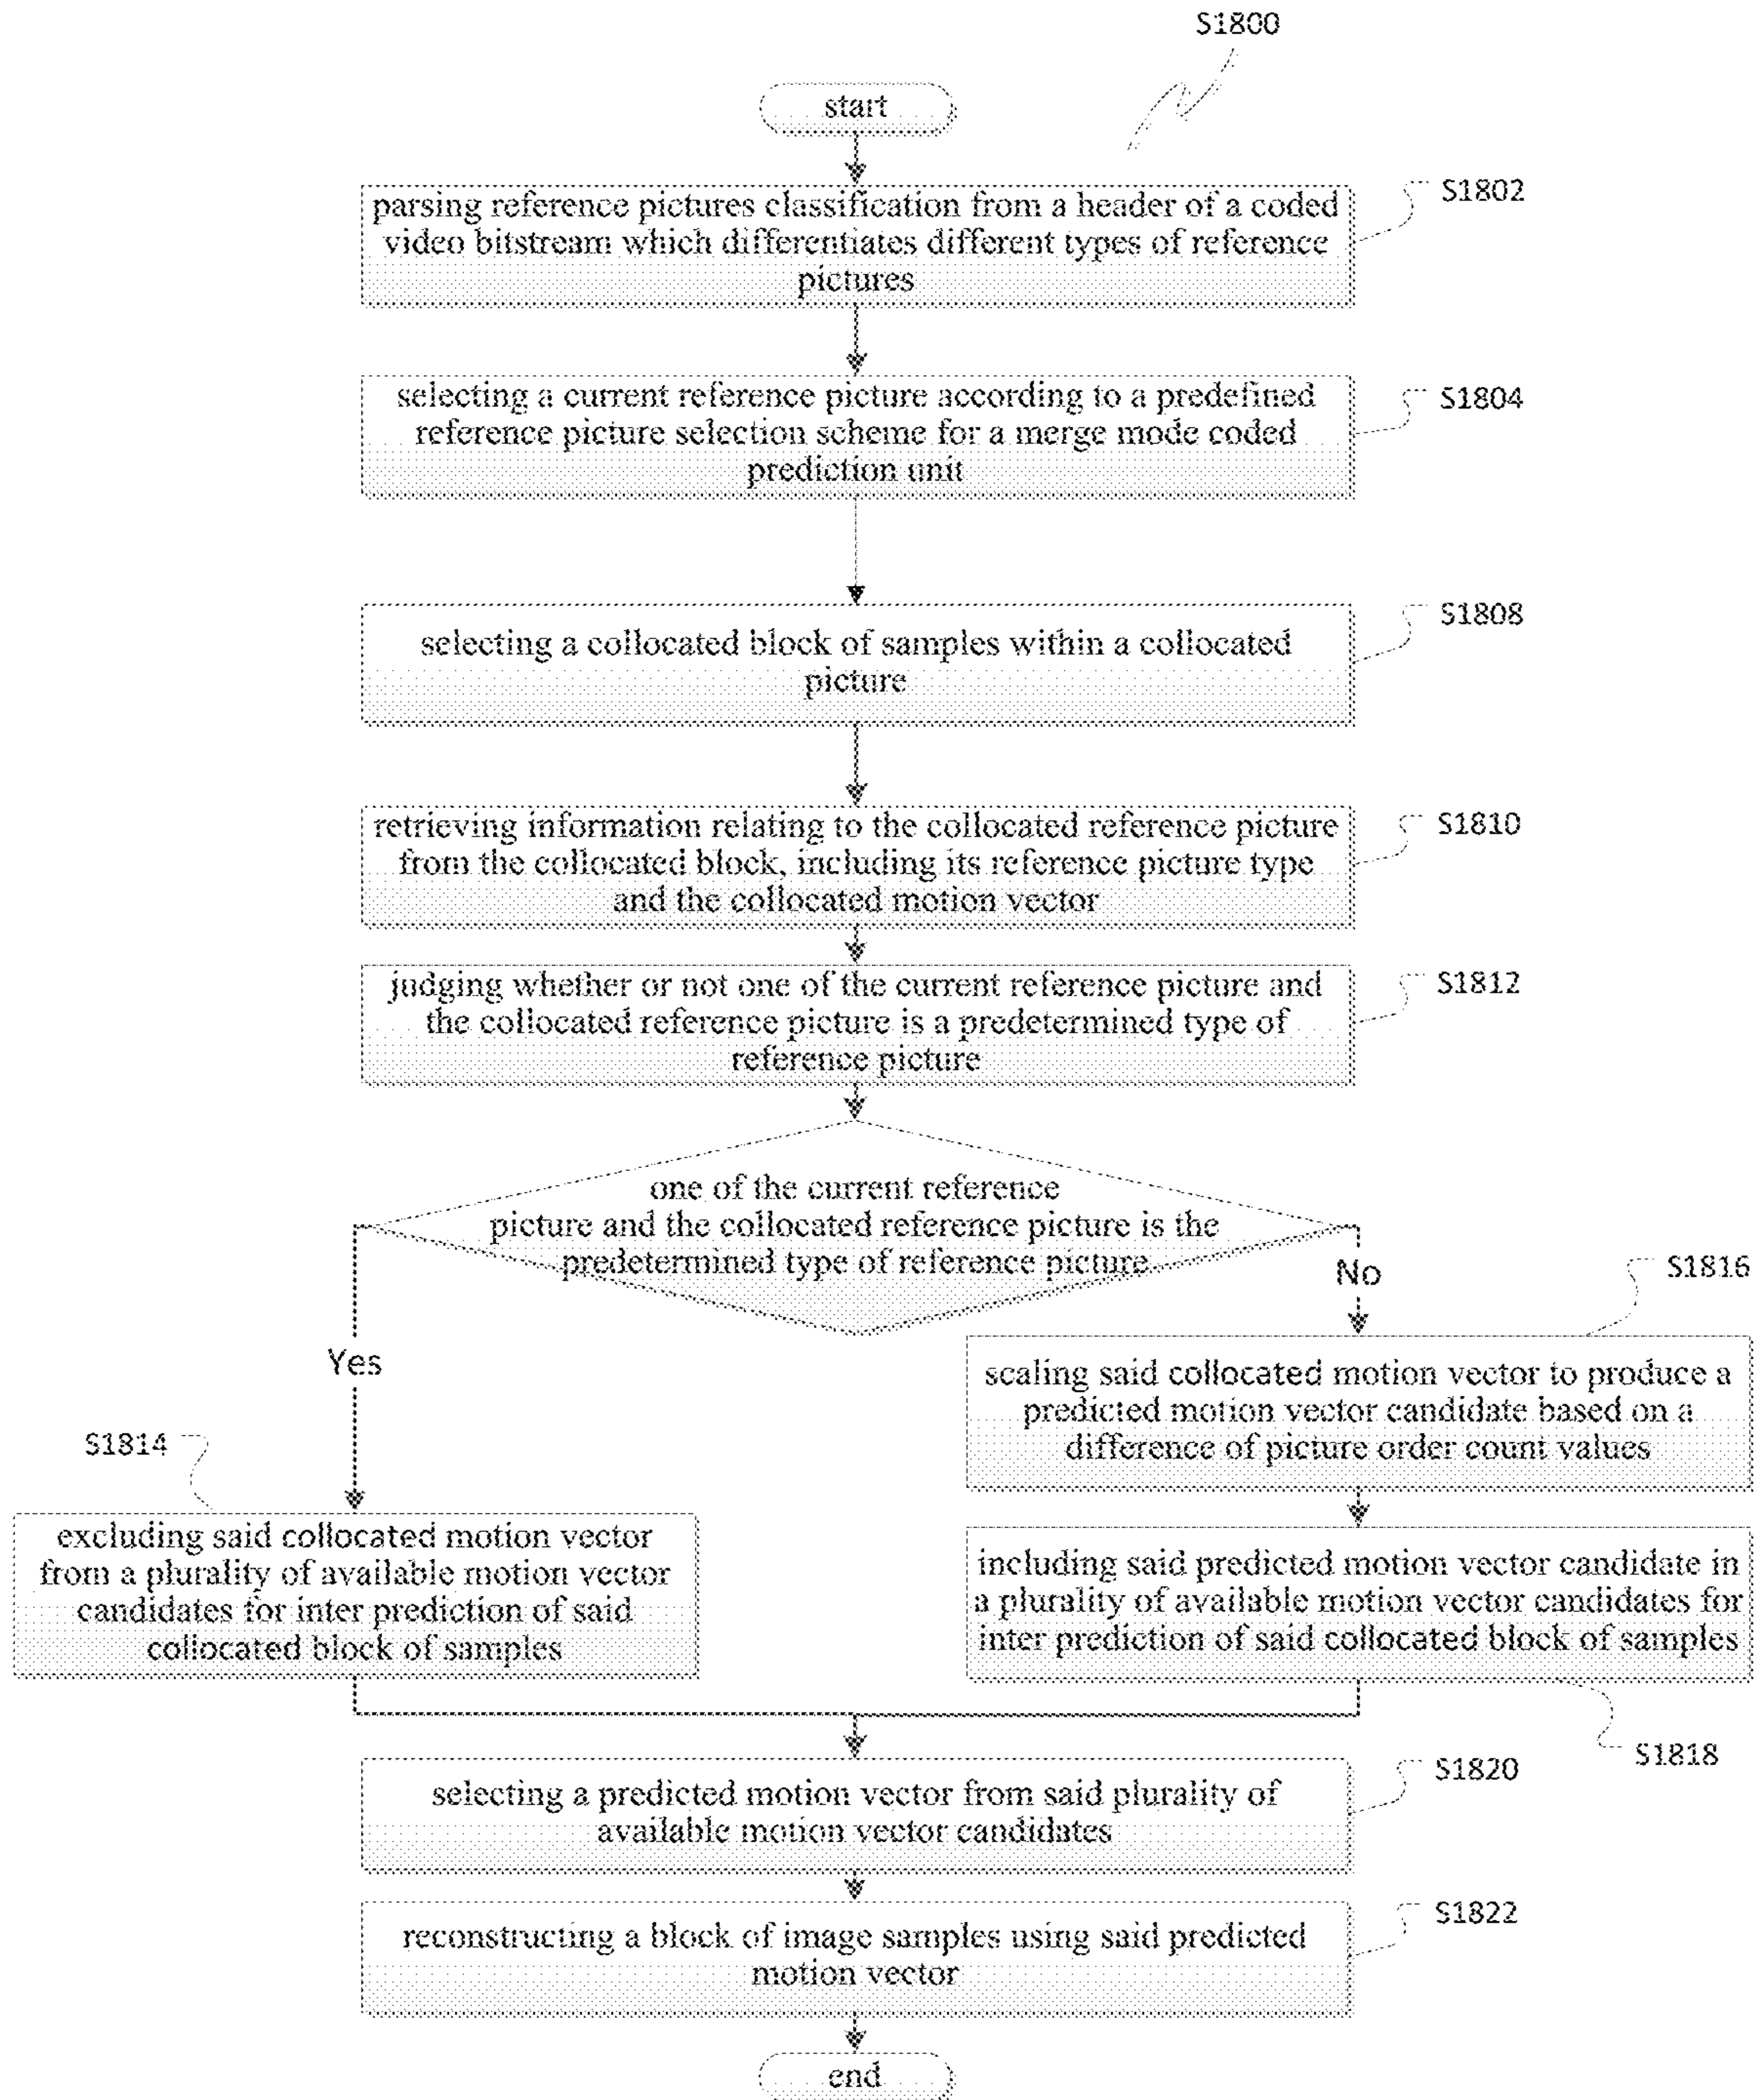 S1800
start
parsing reference pictures classification from a header of a coded
video bitstream which differentiates different types of reference
pictures
S1802
selecting a current reference picture according to a predefined
reference picture selection scheme for a merge mode coded
prediction unit
S1804
selecting a collocated block of samples within a collocated
picture
S1808
retrieving information relating to the collocated reference picture
from the collocated block, including its reference picture type
and the collocated motion vector
S1810
judging whether or not one of the current reference picture and
the collocated reference picture is a predetermined type of
reference picture
S1812
one of the current reference
picture and the collocated reference picture is the
predetermined type of reference picture
Yes
No
S1816
scaling said collocated motion vector to produce a
predicted motion vector candidate based on a
difference of picture order count values
S1814
excluding said collocated motion vector
from a plurality of available motion vector
candidates for inter prediction of said
collocated block of samples
including said predicted motion vector candidate in
a plurality of available motion vector candidates for
inter prediction of said collocated block of samples
S1818
selecting a predicted motion vector from said plurality of
available motion vector candidates
S1820
reconstructing a block of image samples using said predicted
motion vector
S1822
end